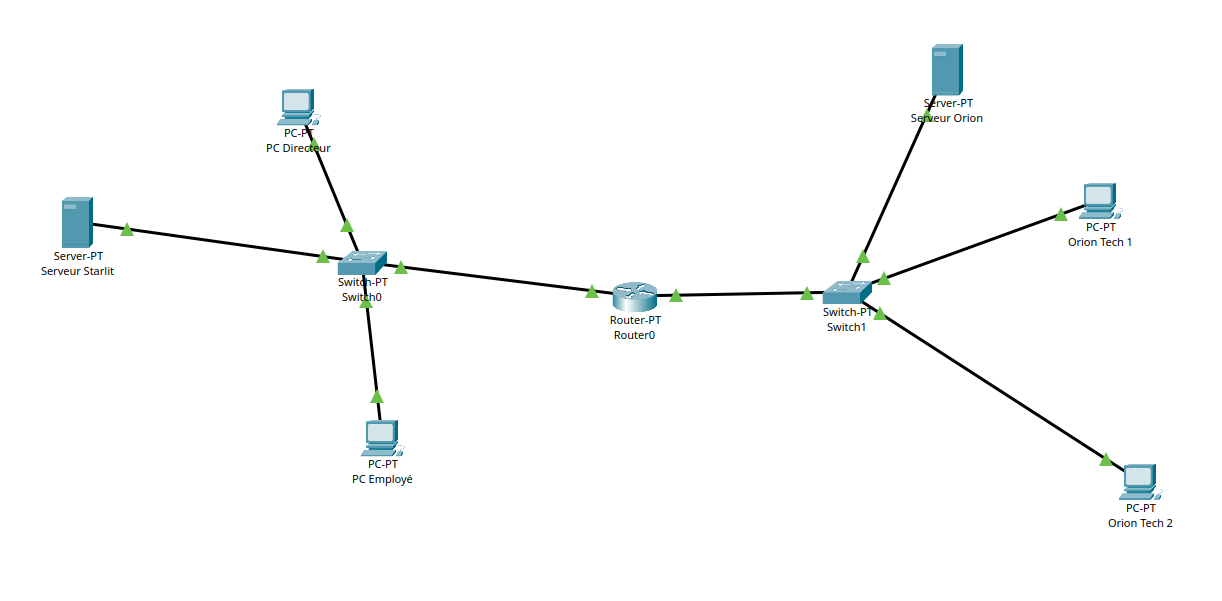 Server-PT
Serveur Orion
PC-PT
PC Directeur
PC-PT
Orion Tech 1
Server-PT
Serveur Starlit
Switch-PT
Switch0
Router-PT
Router0
Switch-PT
Switch1
PC-PT
PC Employé
PC-PT
Orion Tech 2